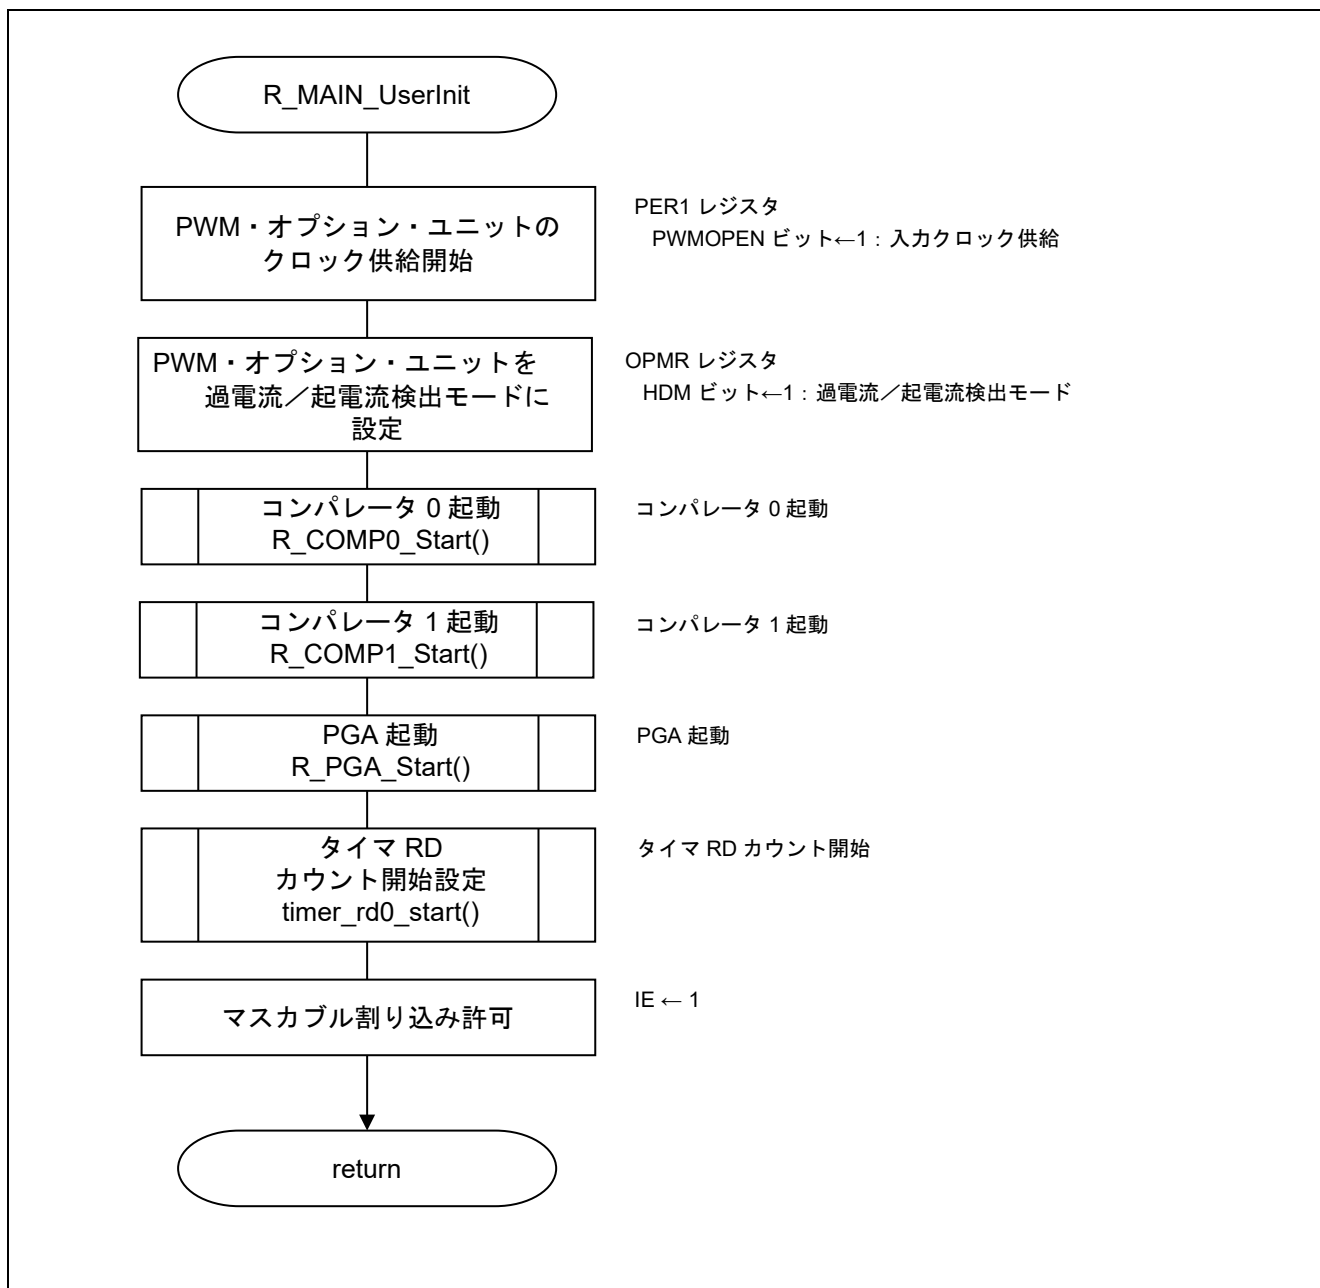 R_MAIN_UserInit
PWM・オプション・ユニットの
クロック供給開始
PER1 レジスタ
PWMOPEN ビット←1：入力クロック供給
PWM・オプション・ユニットを
過電流／起電流検出モードに
設定
OPMR レジスタ
HDM ビット←1：過電流／起電流検出モード
コンパレータ 0 起動
R_COMP0_Start()
コンパレータ 0 起動
コンパレータ 1 起動
R_COMP1_Start()
コンパレータ 1 起動
PGA 起動
R_PGA_Start()
PGA 起動
タイマ RD
カウント開始設定
timer_rd0_start()
タイマ RD カウント開始
マスカブル割り込み許可
IE ← 1
return